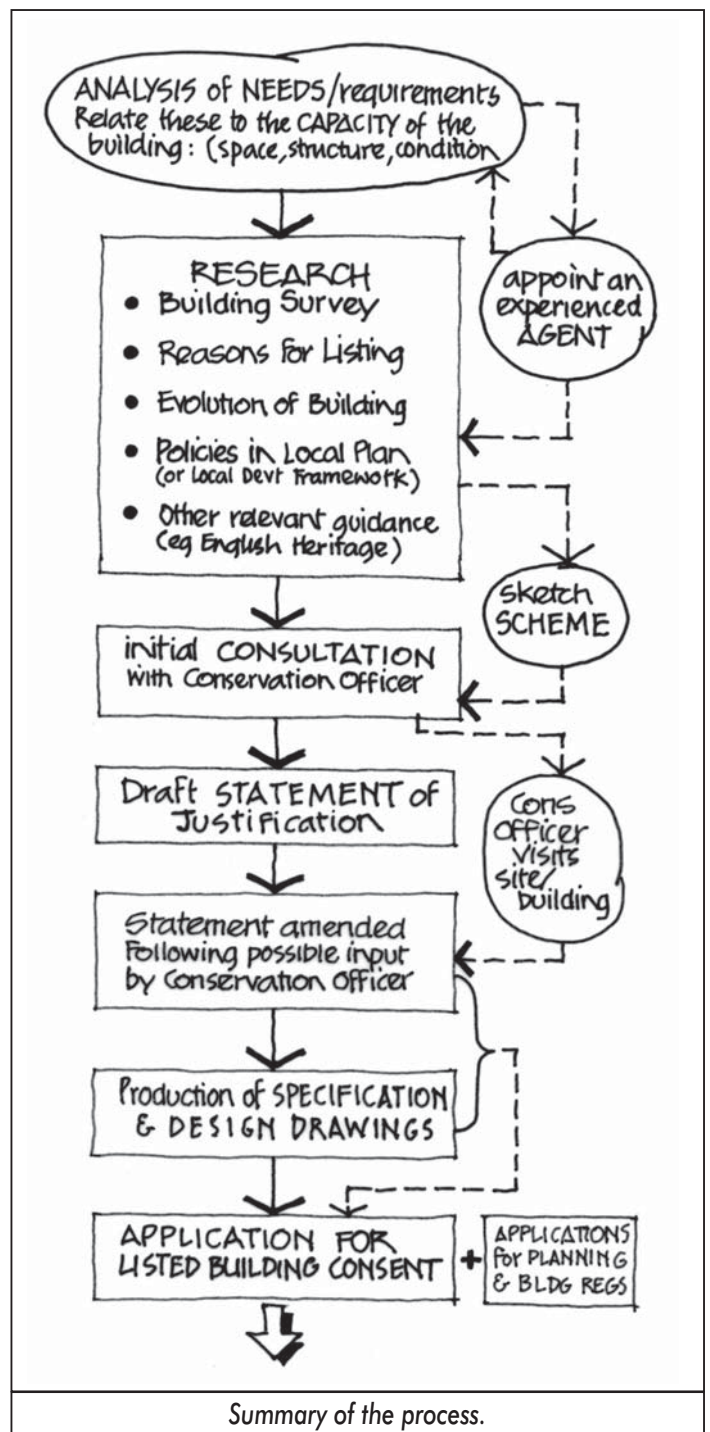 ANALYSIS of NEEDS/requirements
Relate these to the CAPACITY of the
building: (space, structure, condition
RESEARCH
• Building Survey
• Reasons for Listing
• Evolution of Building
• Policies in Local Plan
(or Local Devt Framework)
• Other relevant guidance
(eg English Heritage)
appoint an
experienced
AGENT
sketch
SCHEME
initial CONSULTATION
with Conservation Officer
Draft STATEMENT of
Justification
Cons
Officer
visits
site/
building
Statement amended
Following possible input
by Conservation Officer
Production of SPECIFICATION
& DESIGN DRAWINGS
APPLICATION FOR
LISTED BUILDING CONSENT
+
APPLICATIONS
for PLANNING
& BLDG REGS
Summary of the process.